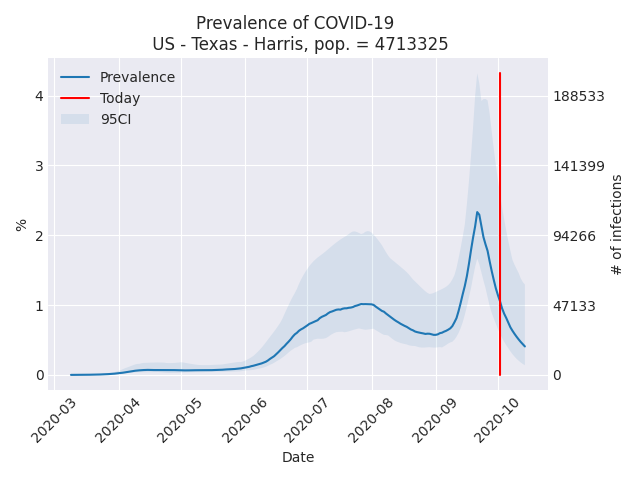 Prevalence of COVID-19
US - Texas - Harris, pop. = 4713325
Prevalence
Today
95CI
4
3
2
1
0
%
188533
141399
94266
47133
0
# of infections
2020-03
2020-04
2020-05
2020-06
2020-07
2020-08
2020-09
2020-10
Date